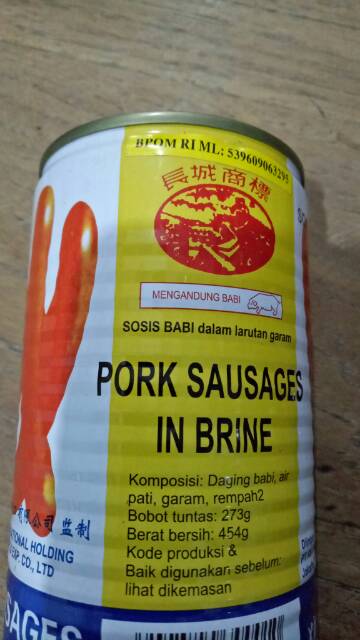 BPOM RI ML: 539609063295
長城商標
MENGANDUNG BABI
SOSIS BABI dalam larutan garam
PORK SAUSAGES
IN BRINE
Komposisi: Daging babi, air
pati, garam, rempah2
Bobot tuntas: 273g
Berat bersih: 454g
Kode produksi &
Baik digunakan sebelum:
lihat dikemasan
公司监制
ATIONAL HOLDING
EXP. CO., LTD
SAGES